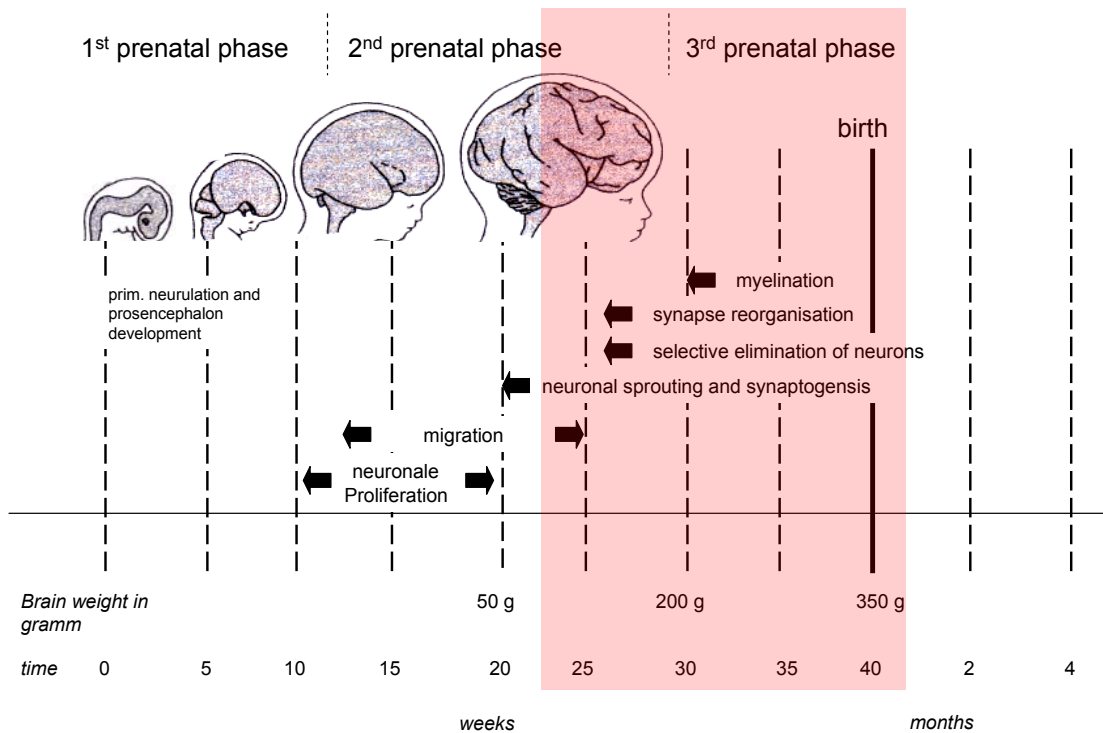 1st prenatal phase 2nd prenatal phase 3rd prenatal phase
birth
prim. neurulation and
prosencephalon
development
myelination
synapse reorganisation
selective elimination of neurons
neuronal sprouting and synaptogensis
migration
neuronale
Proliferation
Brain weight in
gramm
50 g 200 g 350 g
time 0 5 10 15 20 25 30 35 40 2 4
weeks months